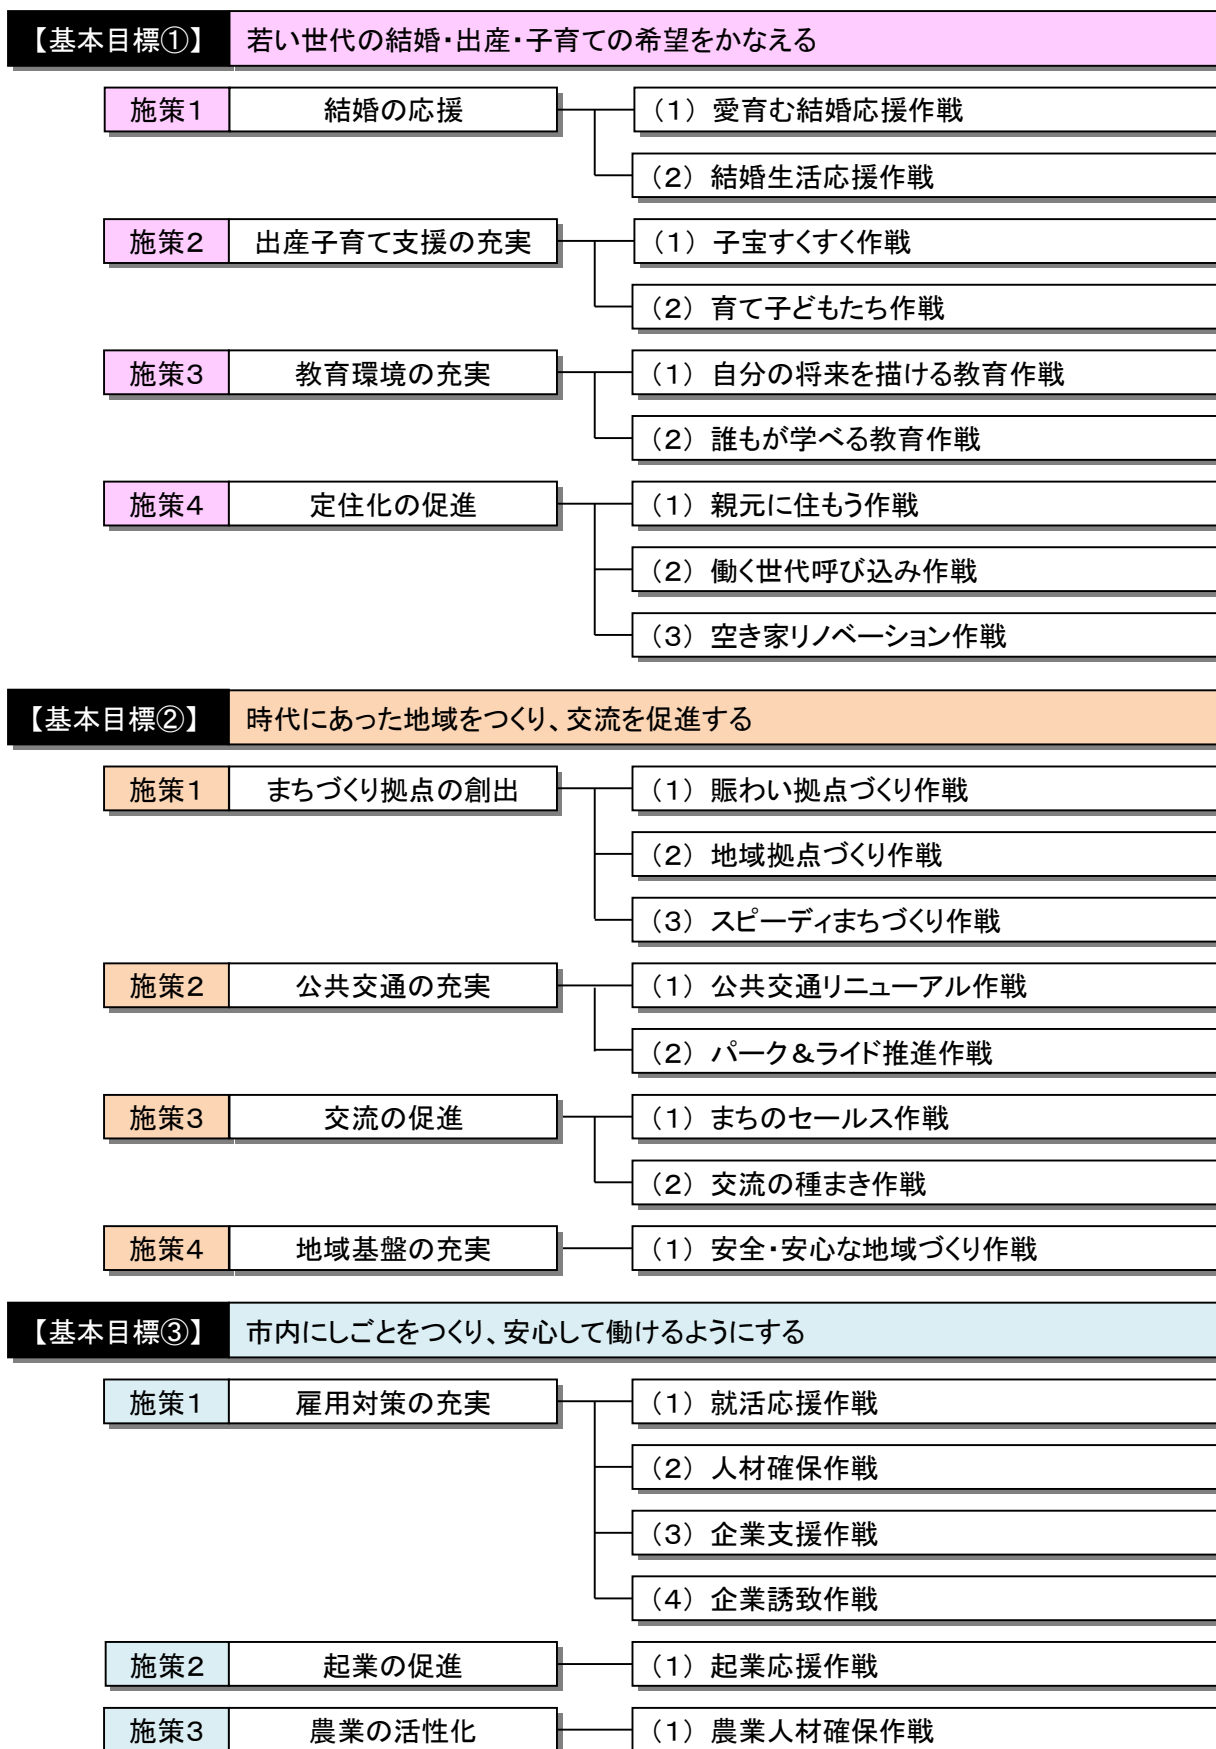 【基本目標①】 若い世代の結婚・出産・子育ての希望をかなえる
施策1 結婚の応援 （1）愛育む結婚応援作戦
（2）結婚生活応援作戦
施策2 出産子育て支援の充実 （1）子宝すくすく作戦
（2）育て子どもたち作戦
施策3 教育環境の充実 （1）自分の将来を描ける教育作戦
（2）誰もが学べる教育作戦
施策4 定住化の促進 （1）親元に住もう作戦
（2）働く世代呼び込み作戦
（3）空き家リノベーション作戦
【基本目標②】 時代にあった地域をつくり、交流を促進する
施策1 まちづくり拠点の創出 （1）賑わい拠点づくり作戦
（2）地域拠点づくり作戦
（3）スピーディまちづくり作戦
施策2 公共交通の充実 （1）公共交通リニューアル作戦
（2）パーク＆ライド推進作戦
施策3 交流の促進 （1）まちのセールス作戦
（2）交流の種まき作戦
施策4 地域基盤の充実 （1）安全・安心な地域づくり作戦
【基本目標③】 市内にしごとをつくり、安心して働けるようにする
施策1 雇用対策の充実 （1）就活応援作戦
（2）人材確保作戦
（3）企業支援作戦
（4）企業誘致作戦
施策2 起業の促進 （1）起業応援作戦
施策3 農業の活性化 （1）農業人材確保作戦